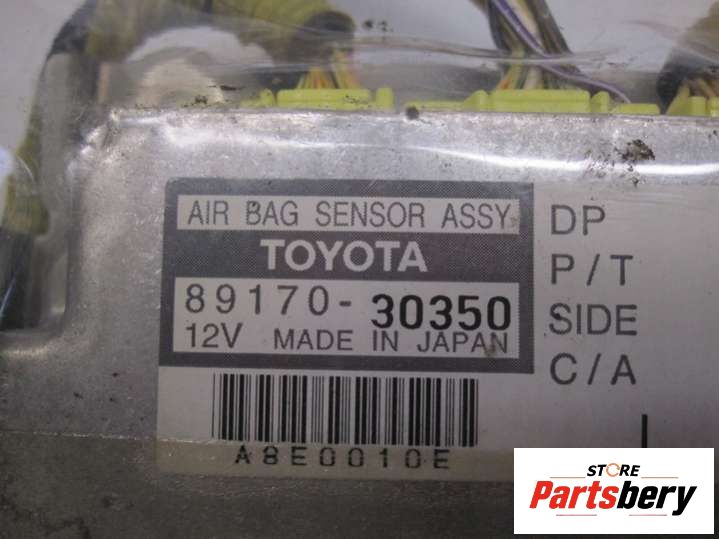 AIR BAG SENSOR ASSY
TOYOTA
89170-30350
12V MADE IN JAPAN
A8E0010E
DP
P/T
SIDE
C/A
STORE
Partsbery